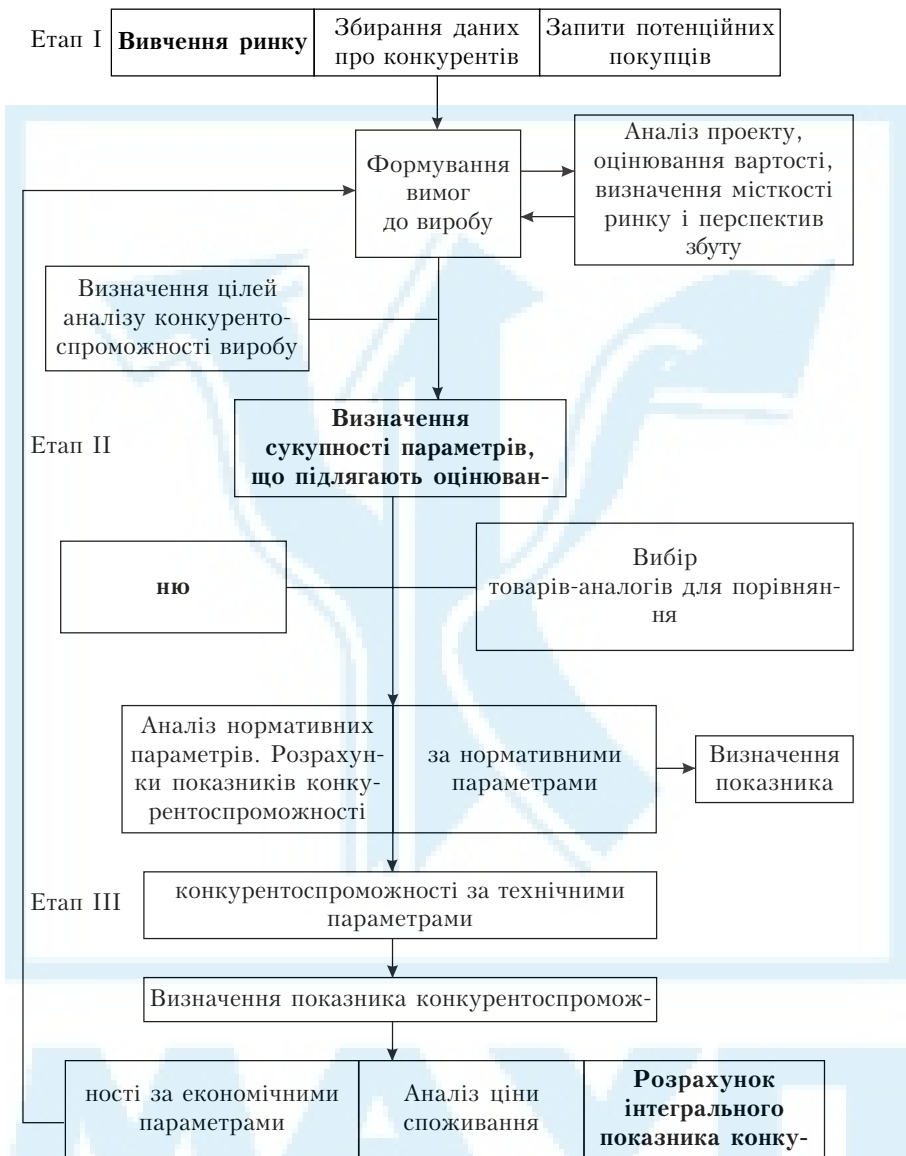 Етап I
Вивчення ринку
Збирання даних
про конкурентів
Запити потенційних
покупців
Формування
вимог
до виробу
Аналіз проекту,
оцінювання вартості,
визначення місткості
ринку і перспектив
збуту
Визначення цілей
аналізу конкуренто-
спроможності виробу
Етап II
Визначення
сукупності параметрів,
що підлягають оцінюван-
ню
Вибір
товарів-аналогів для порівнян-
ня
Аналіз нормативних
параметрів. Розрахун-
ки показників конку-
рентоспроможності
за нормативними
параметрами
Визначення
показника
Етап III
конкурентоспроможності за технічними
параметрами
Визначення показника конкурентоспромож-
ності за економічними
параметрами
Аналіз ціни
споживання
Розрахунок
інтегрального
показника конку-
МАУП